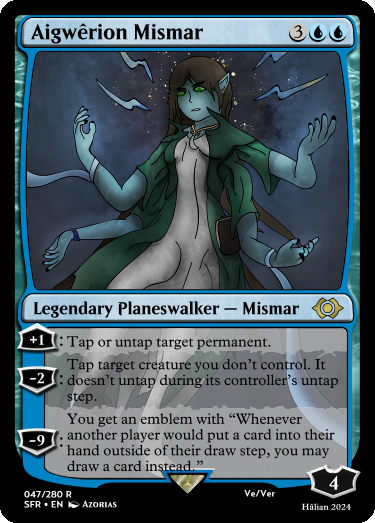 Aigwêrion Mismar 3
Legendary Planeswalker — Mismar
+1 : Tap or untap target permanent.
-2 : Tap target creature you don't control. It
doesn't untap during its controller's untap
step.
-9 : You get an emblem with “Whenever
another player would put a card into their
hand outside of their draw step, you may
draw a card instead.”
4
047/280 R
SFR • EN Azorias
Ve/Ver
Hâlian 2024